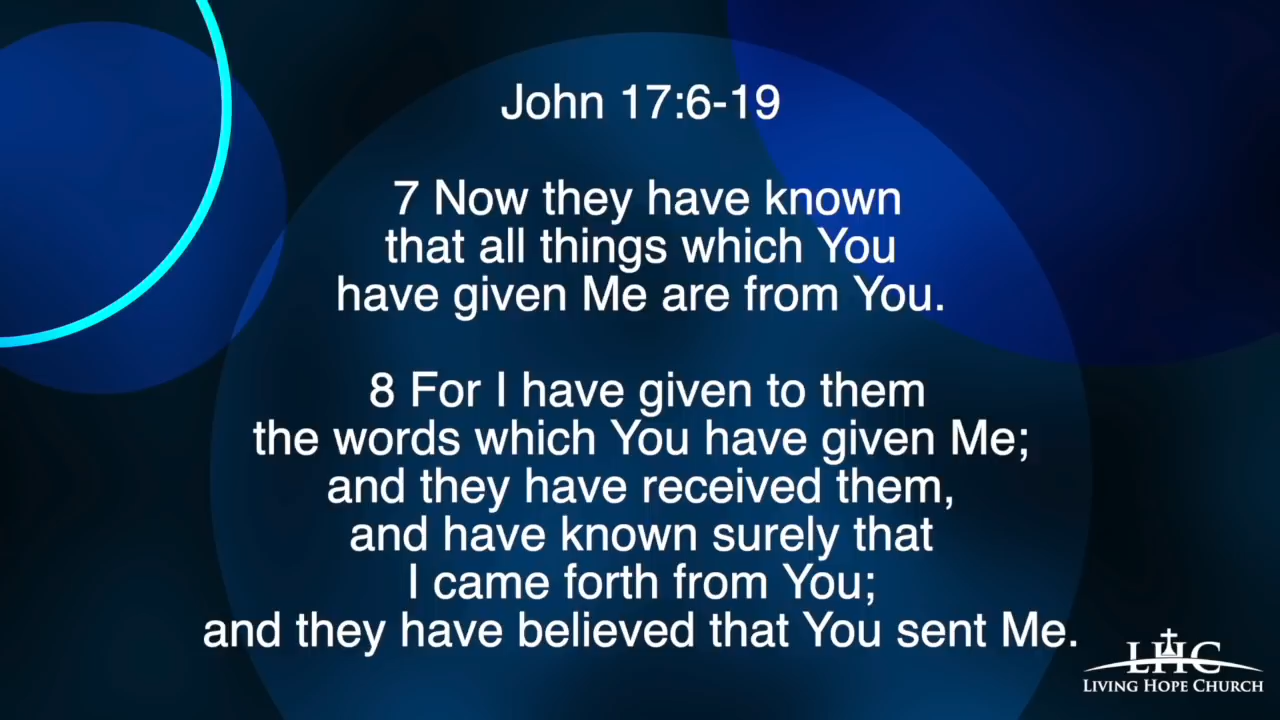 John 17:6-19
7 Now they have known
that all things which You
have given Me are from You.
8 For I have given to them
the words which You have given Me;
and they have received them,
and have known surely that
I came forth from You;
and they have believed that You sent Me.
LHC
LIVING HOPE CHURCH